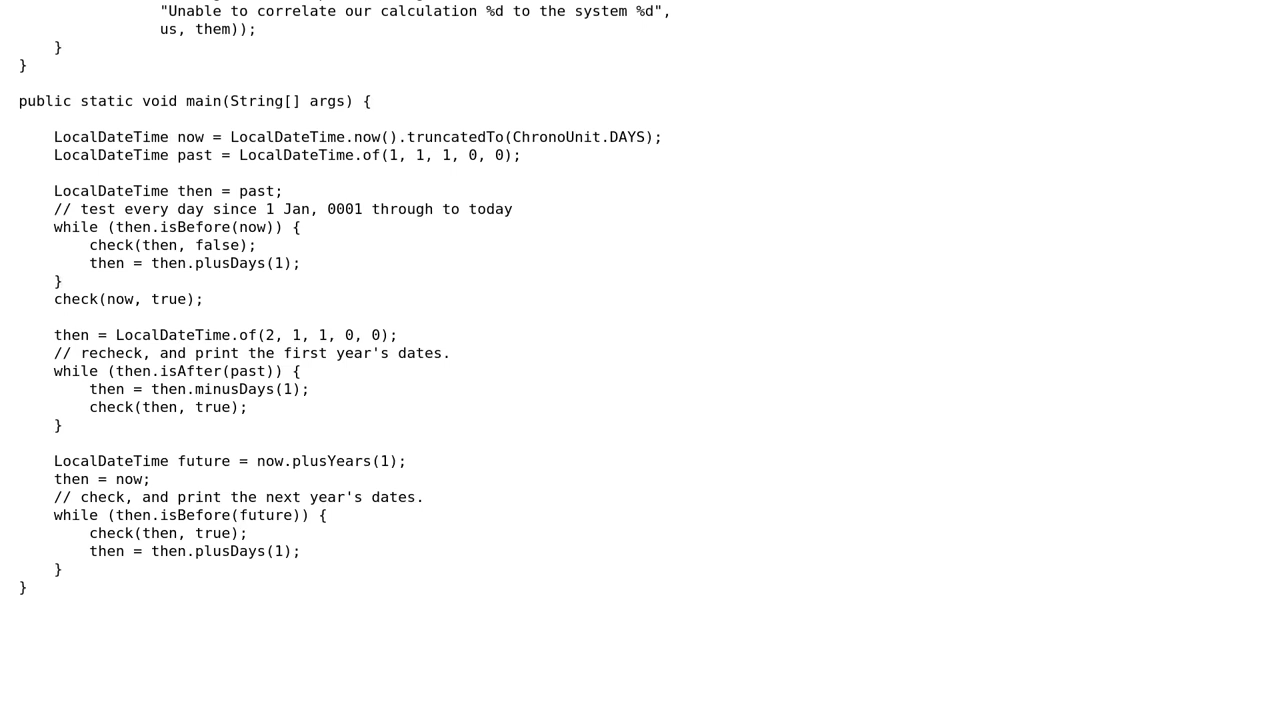 "Unable to correlate our calculation %d to the system %d",
us, them));
}
}
public static void main(String[] args) {
LocalDateTime now = LocalDateTime.now().truncatedTo(ChronoUnit.DAYS);
LocalDateTime past = LocalDateTime.of(1, 1, 1, 0, 0);
LocalDateTime then = past;
// test every day since 1 Jan, 0001 through to today
while (then.isBefore(now)) {
check(then, false);
then = then.plusDays(1);
}
check(now, true);
then = LocalDateTime.of(2, 1, 1, 0, 0);
// recheck, and print the first year's dates.
while (then.isAfter(past)) {
then = then.minusDays(1);
check(then, true);
}
LocalDateTime future = now.plusYears(1);
then = now;
// check, and print the next year's dates.
while (then.isBefore(future)) {
check(then, true);
then = then.plusDays(1);
}
}